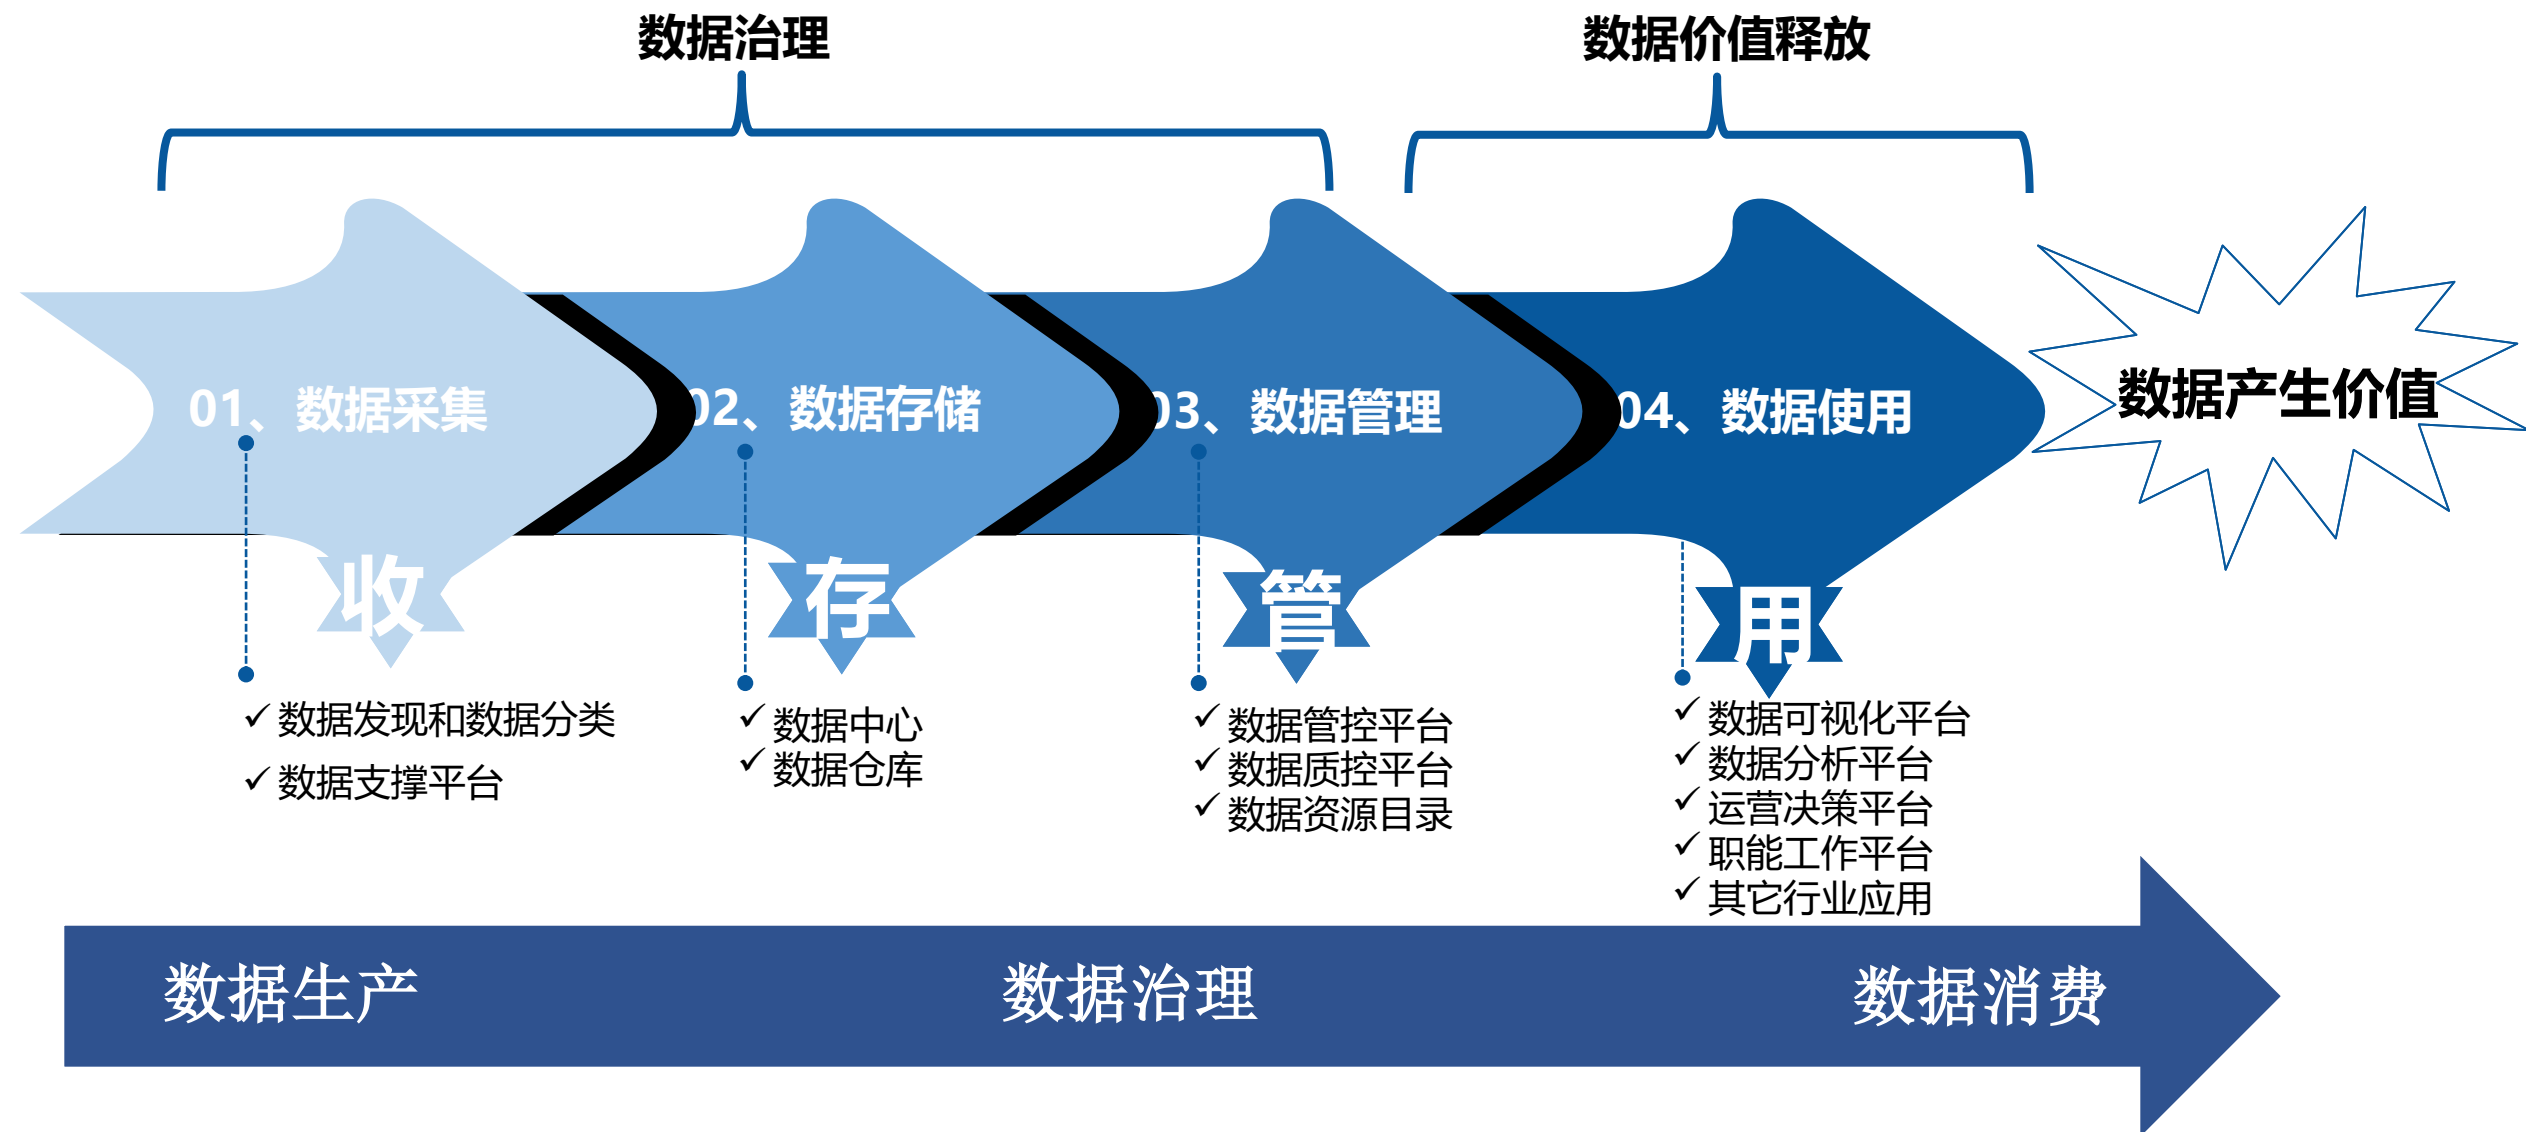 数据治理
数据价值释放
01、数据采集
02、数据存储
03、数据管理
04、数据使用
数据产生价值
收
存
管
用
数据发现和数据分类
数据支撑平台
数据中心
数据仓库
数据管控平台
数据质控平台
数据资源目录
数据可视化平台
数据分析平台
运营决策平台
职能工作平台
其它行业应用
数据生产
数据治理
数据消费